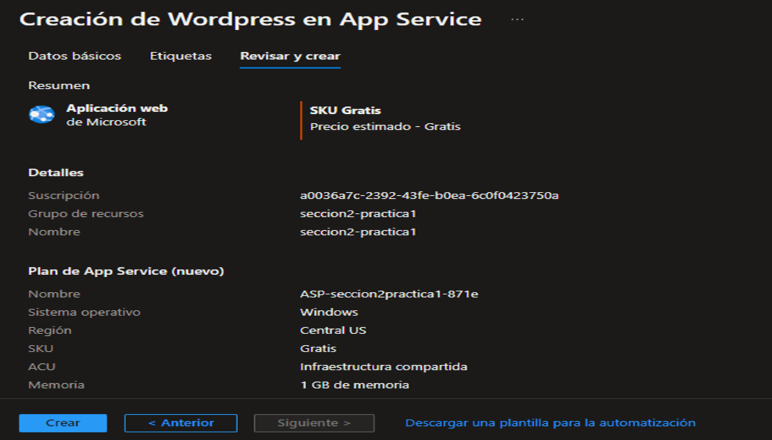 Creación de Wordpress en App Service ...
Datos básicos Etiquetas Revisar y crear
Resumen
Aplicación web
de Microsoft
SKU Gratis
Precio estimado - Gratis
Detalles
Suscripción a0036a7c-2392-43fe-b0ea-6c0f0423750a
Grupo de recursos seccion2-practica1
Nombre seccion2-practica1
Plan de App Service (nuevo)
Nombre ASP-seccion2practica1-871e
Sistema operativo Windows
Región Central US
SKU Gratis
ACU Infraestructura compartida
Memoria 1 GB de memoria
Crear < Anterior Siguiente > Descargar una plantilla para la automatización